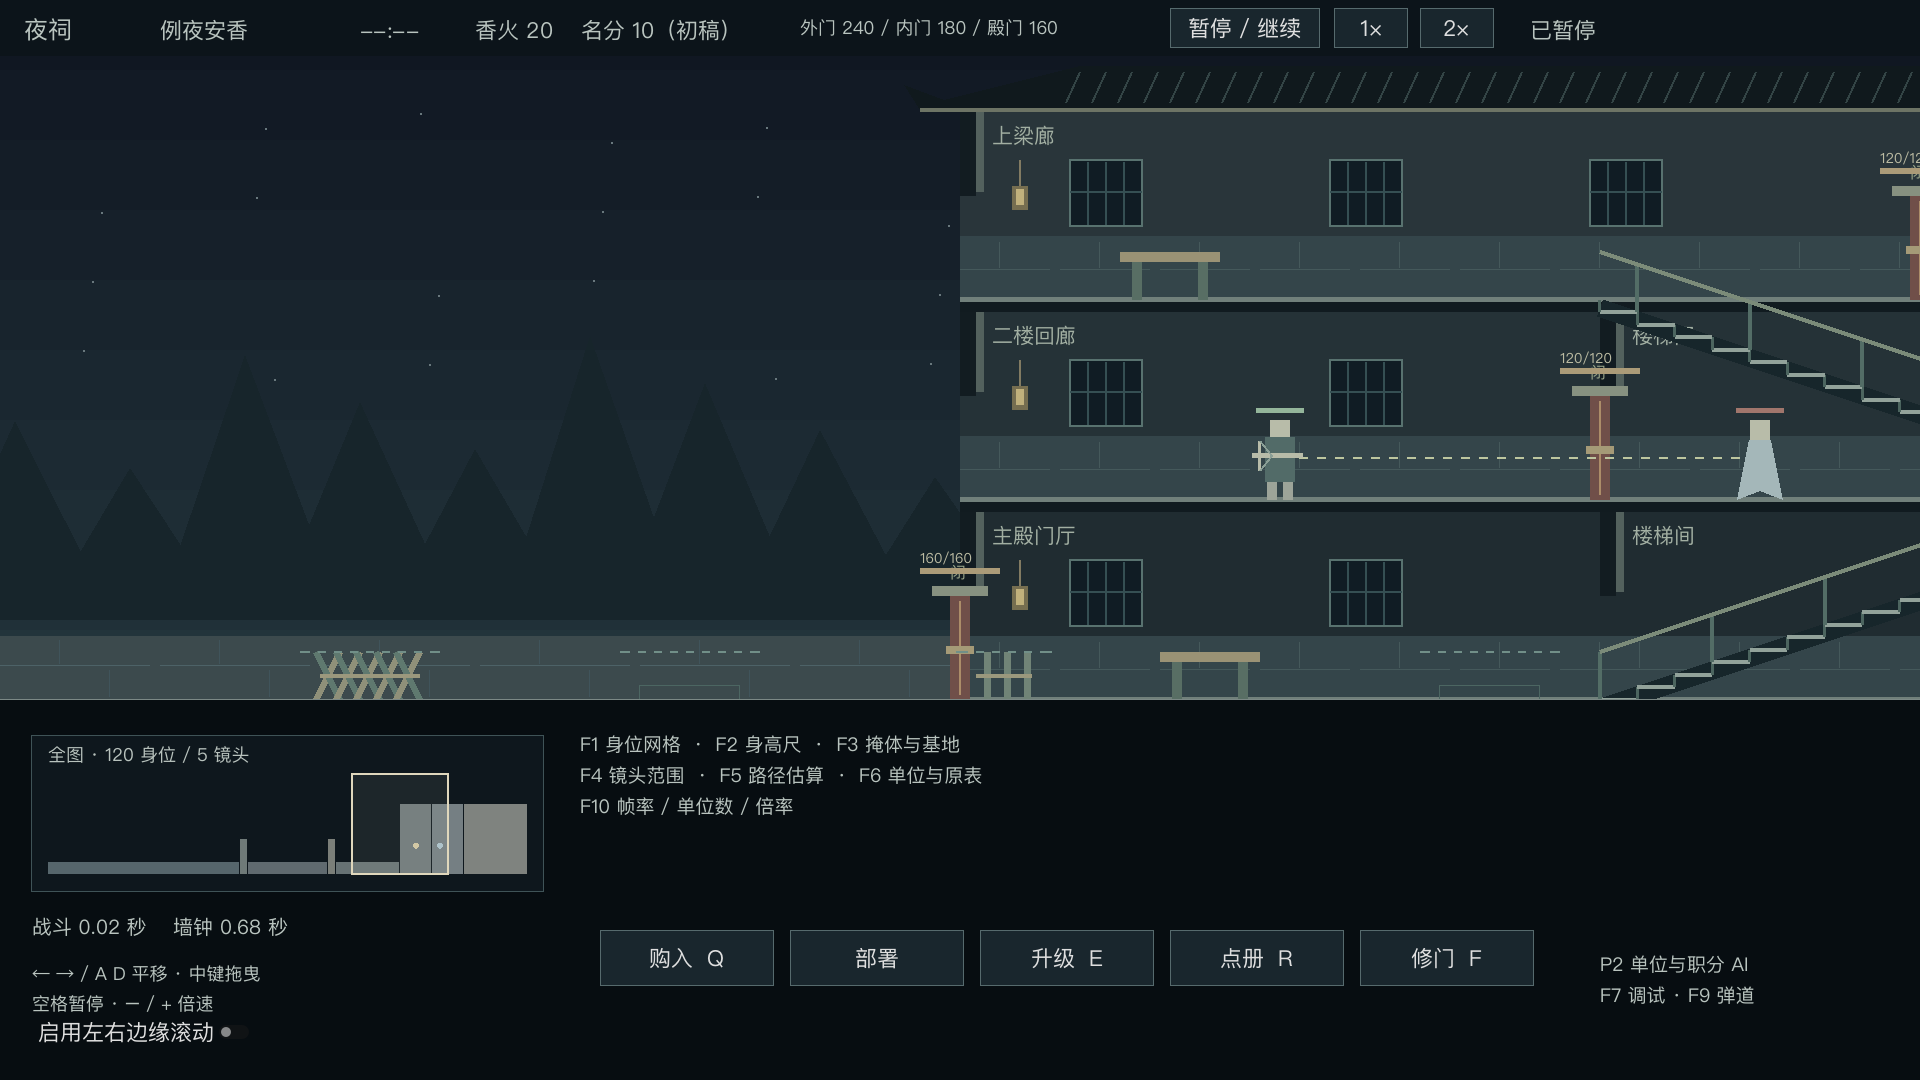 夜祠 例夜安香 --:-- 香火 20 名分 10（初稿） 外门 240 / 内门 180 / 殿门 160 暂停 / 继续 1× 2× 已暂停
上梁廊
二楼回廊
120/120
闭
主殿门厅
楼梯间
160/160
闭
全图 · 120 身位 / 5 镜头
F1 身位网格 · F2 身高尺 · F3 掩体与基地
F4 镜头范围 · F5 路径估算 · F6 单位与原表
F10 帧率 / 单位数 / 倍率
战斗 0.02 秒 墙钟 0.68 秒
←→ / A D 平移 · 中键拖曳
空格暂停 · − / + 倍速
启用左右边缘滚动
购入 Q 部署 升级 E 点册 R 修门 F
P2 单位与职分 AI
F7 调试 · F9 弹道